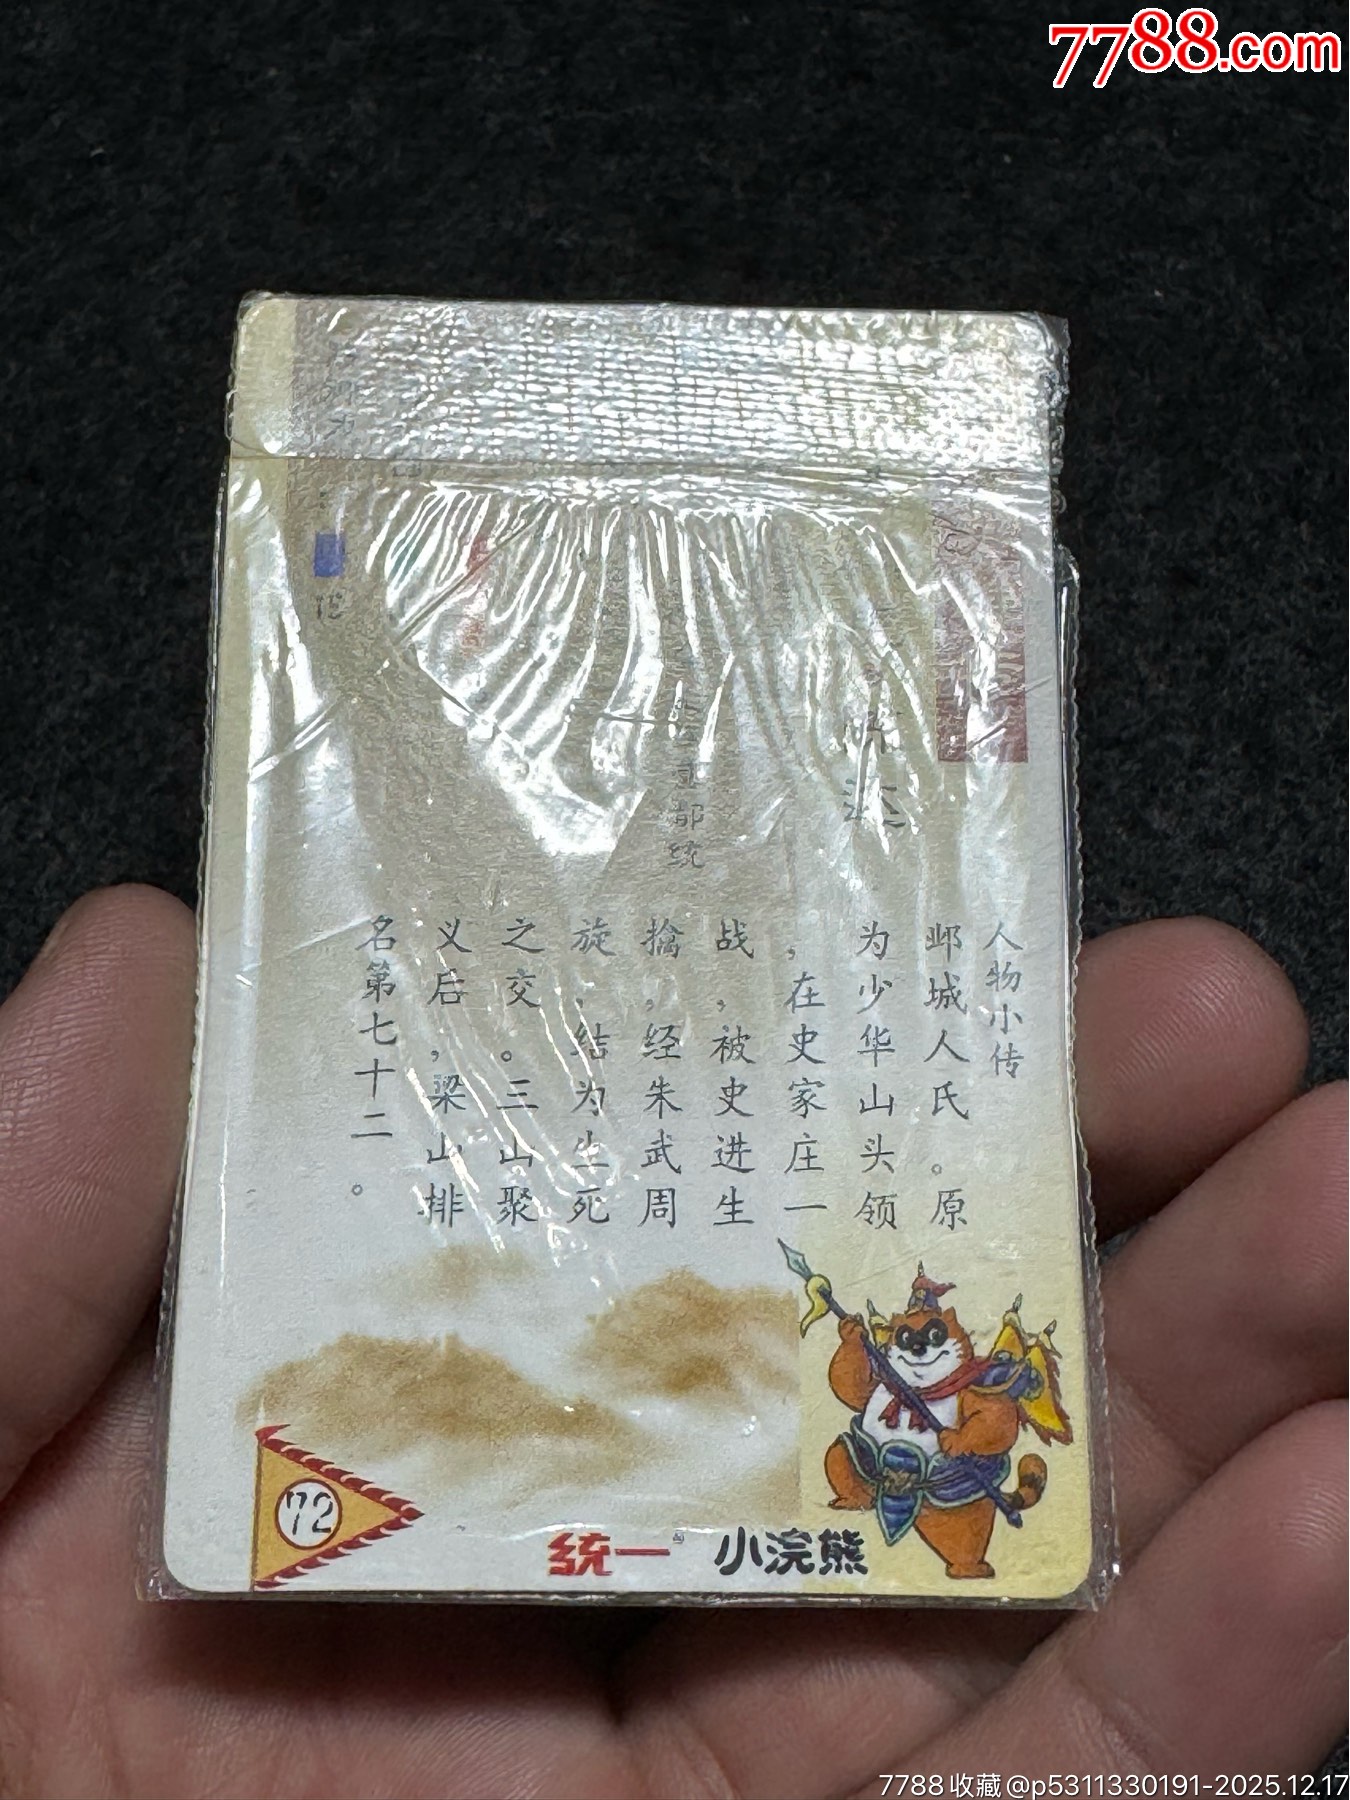 7788.com
达
都统
人物小传
邺城人氏。原
为少华山头领
，在史家庄一
战，被史进生
擒，经朱武周
旋，结为生死
之交。三山聚
义后，梁山排
名第七十二。
72
统一 小浣熊
7788收藏@p5311330191-2025.12.17